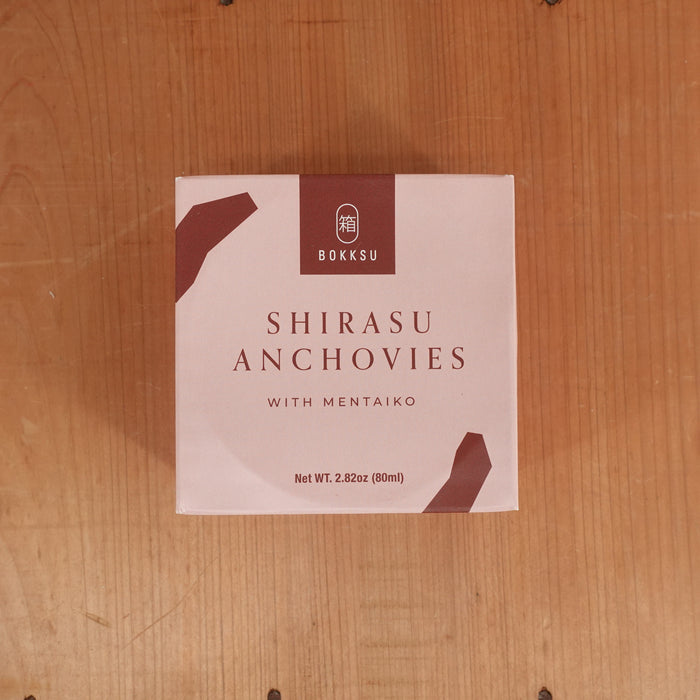 箱
BOKKSU
SHIRASU
ANCHOVIES
WITH MENTAIKO
Net WT. 2.82oz (80ml)